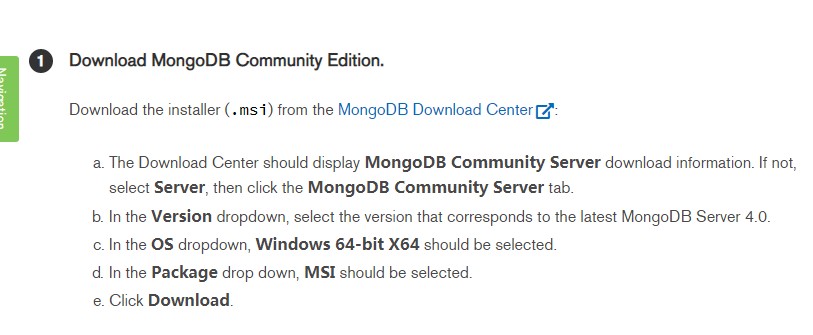 1 Download MongoDB Community Edition.
Navigation
Download the installer (.msi) from the MongoDB Download Center:
a. The Download Center should display MongoDB Community Server download information. If not,
select Server, then click the MongoDB Community Server tab.
b. In the Version dropdown, select the version that corresponds to the latest MongoDB Server 4.0.
c. In the OS dropdown, Windows 64-bit X64 should be selected.
d. In the Package drop down, MSI should be selected.
e. Click Download.